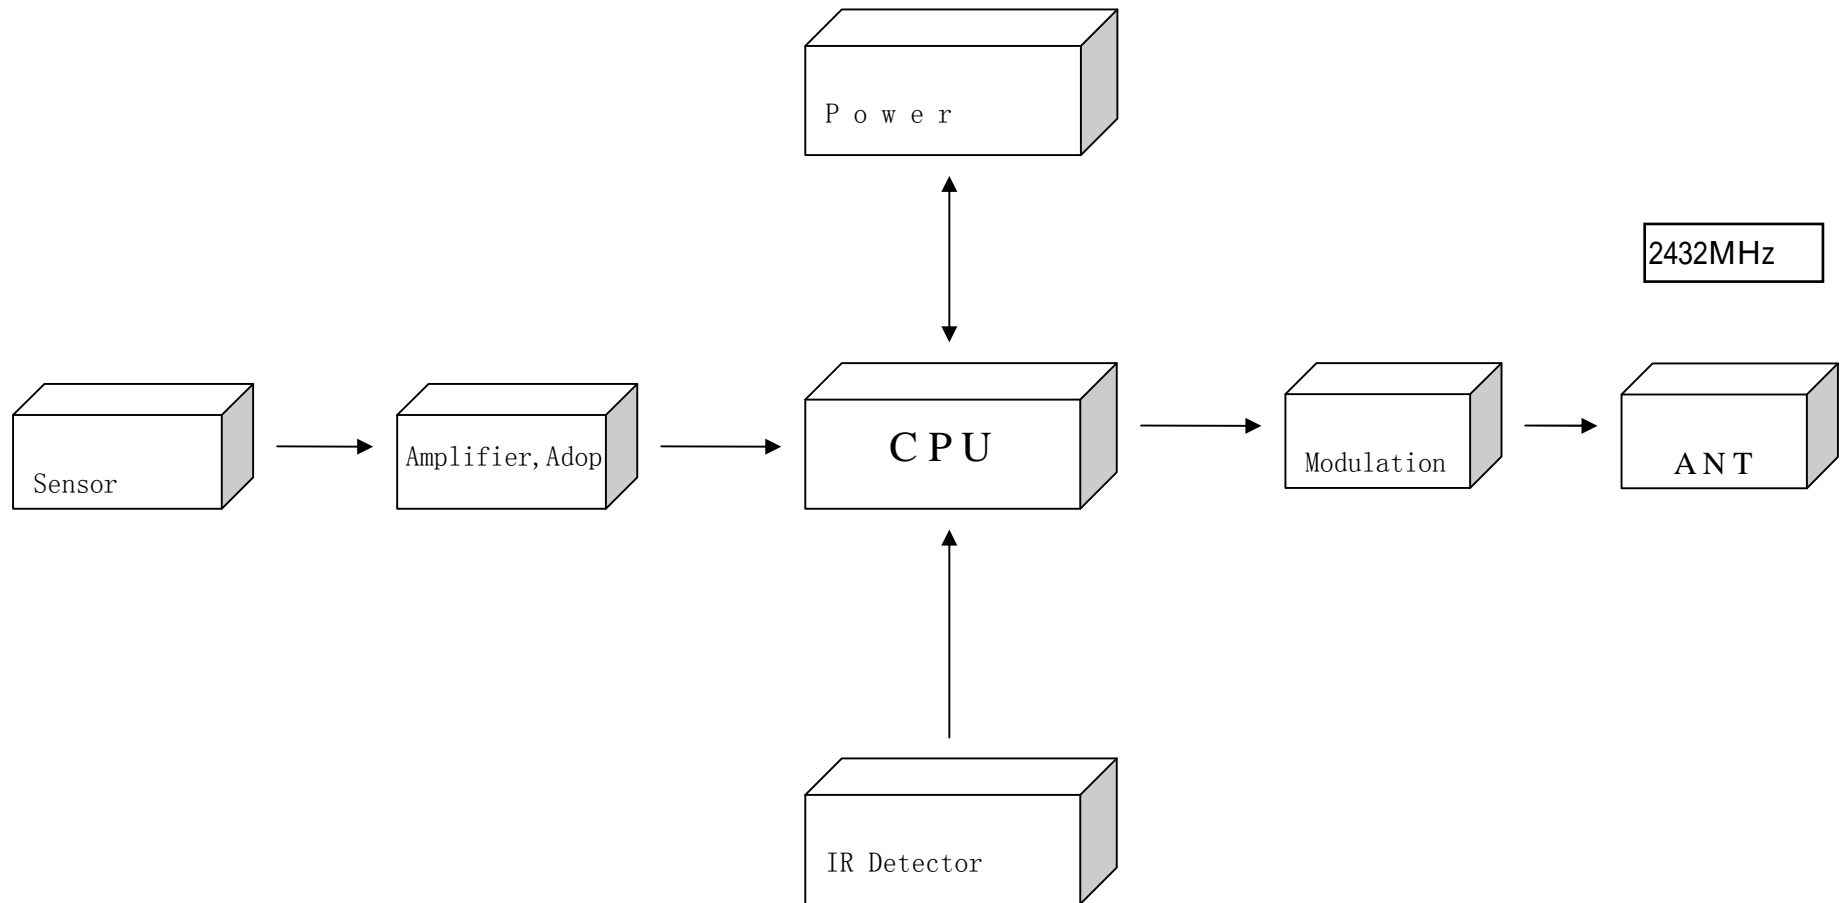 Power
2432MHz
Sensor
Amplifier,Adop
CPU
Modulation
ANT
IR Detector